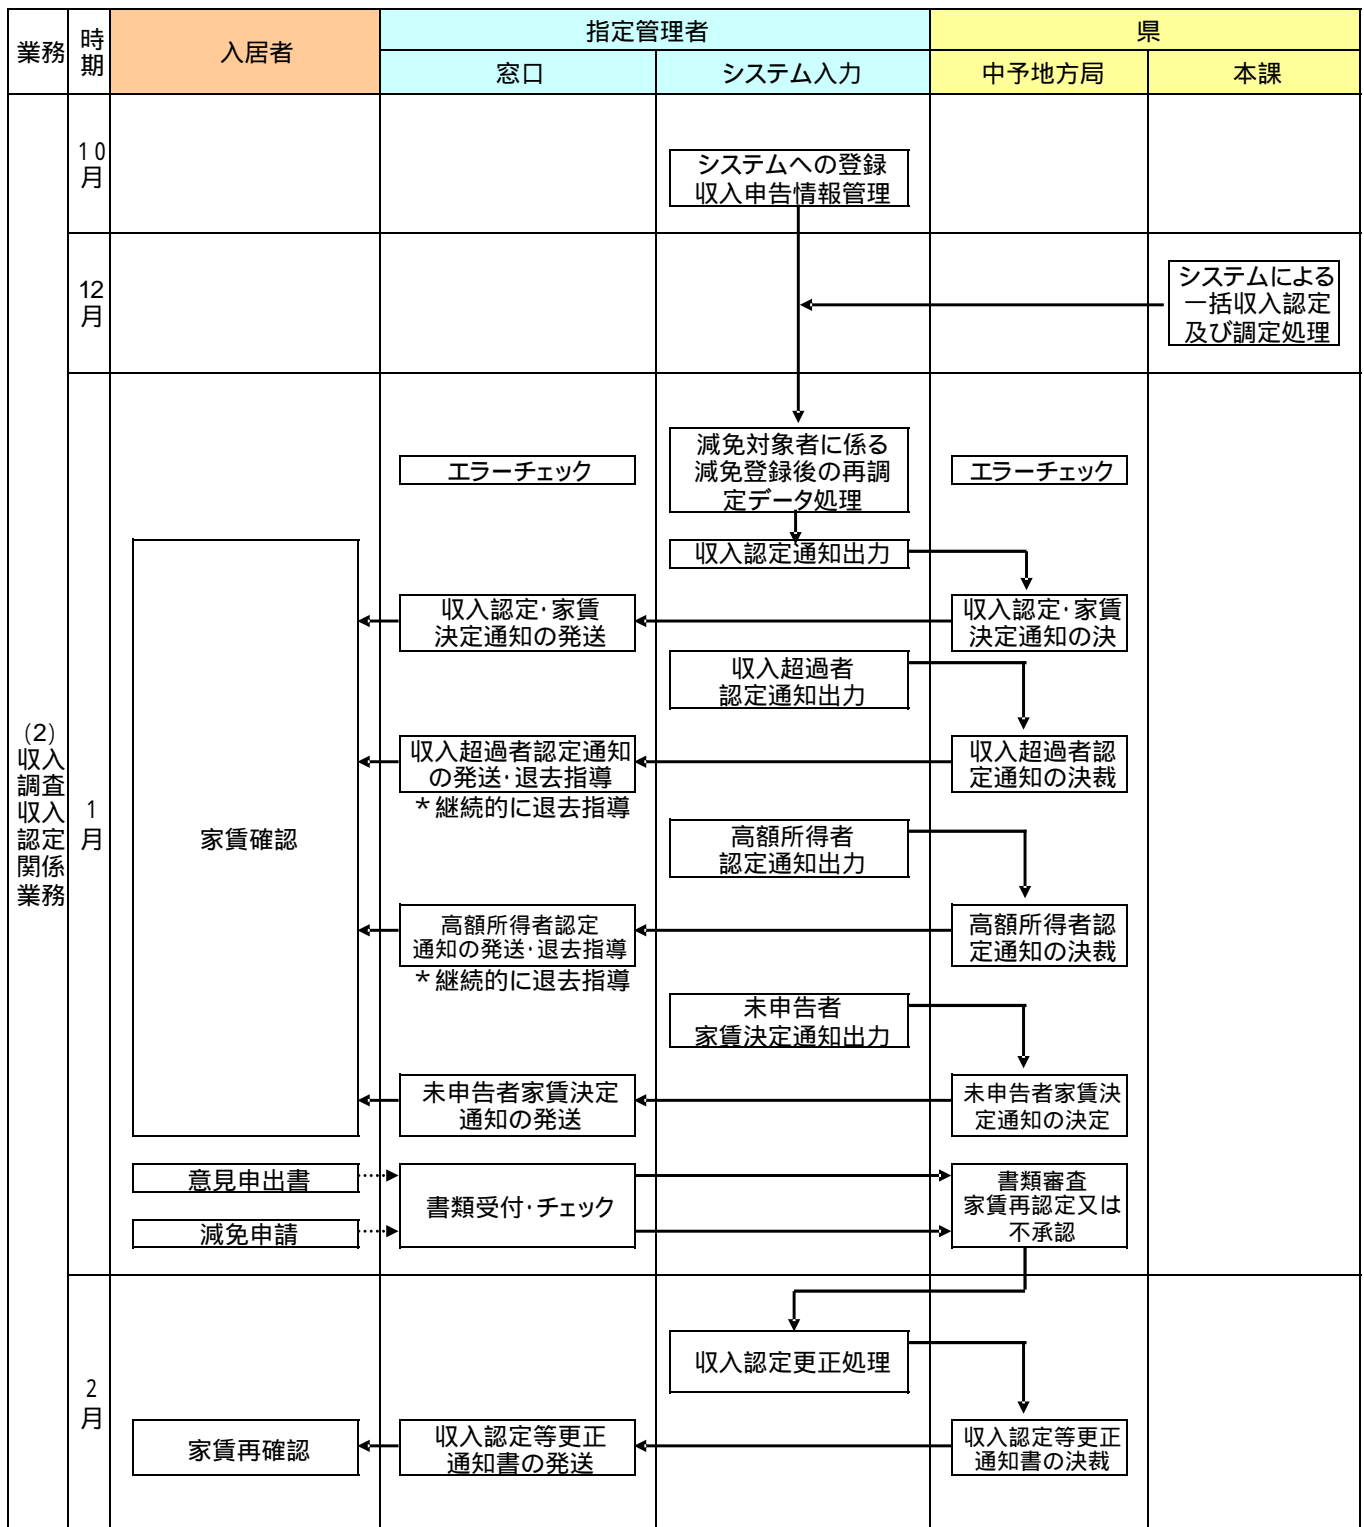 業務
時
期
入居者
指定管理者
県
窓口
システム入力
中予地方局
本課
(2)
収入
調査
収入
認定
関係
業務
10
月
システムへの登録
収入申告情報管理
12
月
システムによる
一括収入認定
及び調定処理
1
月
減免対象者に係る
減免登録後の再調
定データ処理
エラーチェック
エラーチェック
収入認定通知出力
家賃確認
収入認定・家賃
決定通知の発送
収入認定・家賃
決定通知の決
収入超過者
認定通知出力
収入超過者認定通知
の発送・退去指導
＊継続的に退去指導
収入超過者認
定通知の決裁
高額所得者
認定通知出力
高額所得者認定
通知の発送・退去指導
＊継続的に退去指導
高額所得者認
定通知の決裁
未申告者
家賃決定通知出力
未申告者家賃決定
通知の発送
未申告者家賃決
定通知の決定
意見申出書
減免申請
書類受付・チェック
書類審査
家賃再認定又は
不承認
2
月
収入認定更正処理
家賃再確認
収入認定等更正
通知書の発送
収入認定等更正
通知書の決裁